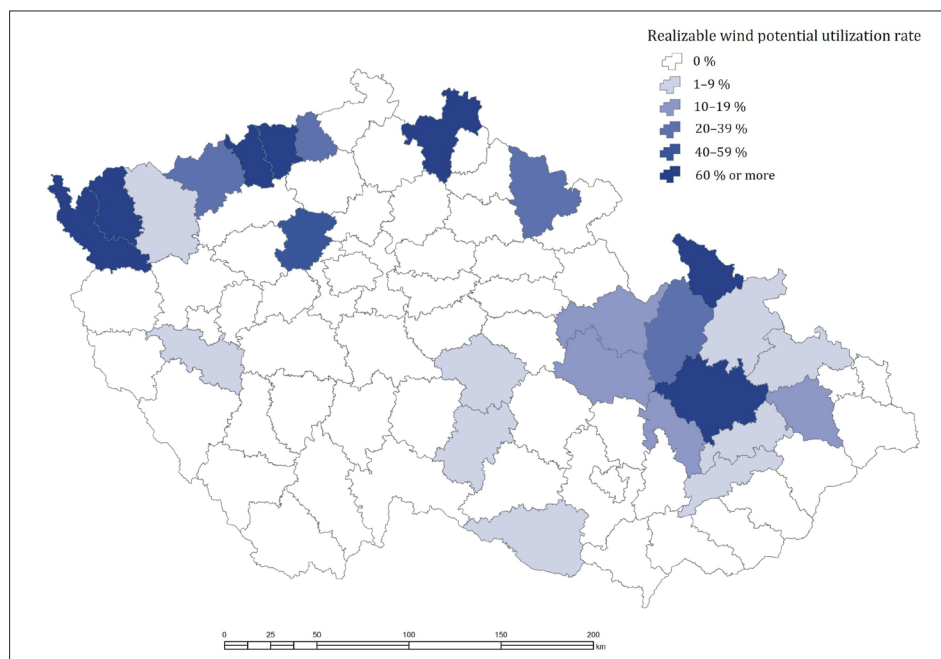 Realizable wind potential utilization rate
0 %
1–9 %
10–19 %
20–39 %
40–59 %
60 % or more
0 25 50 100 150 200
km